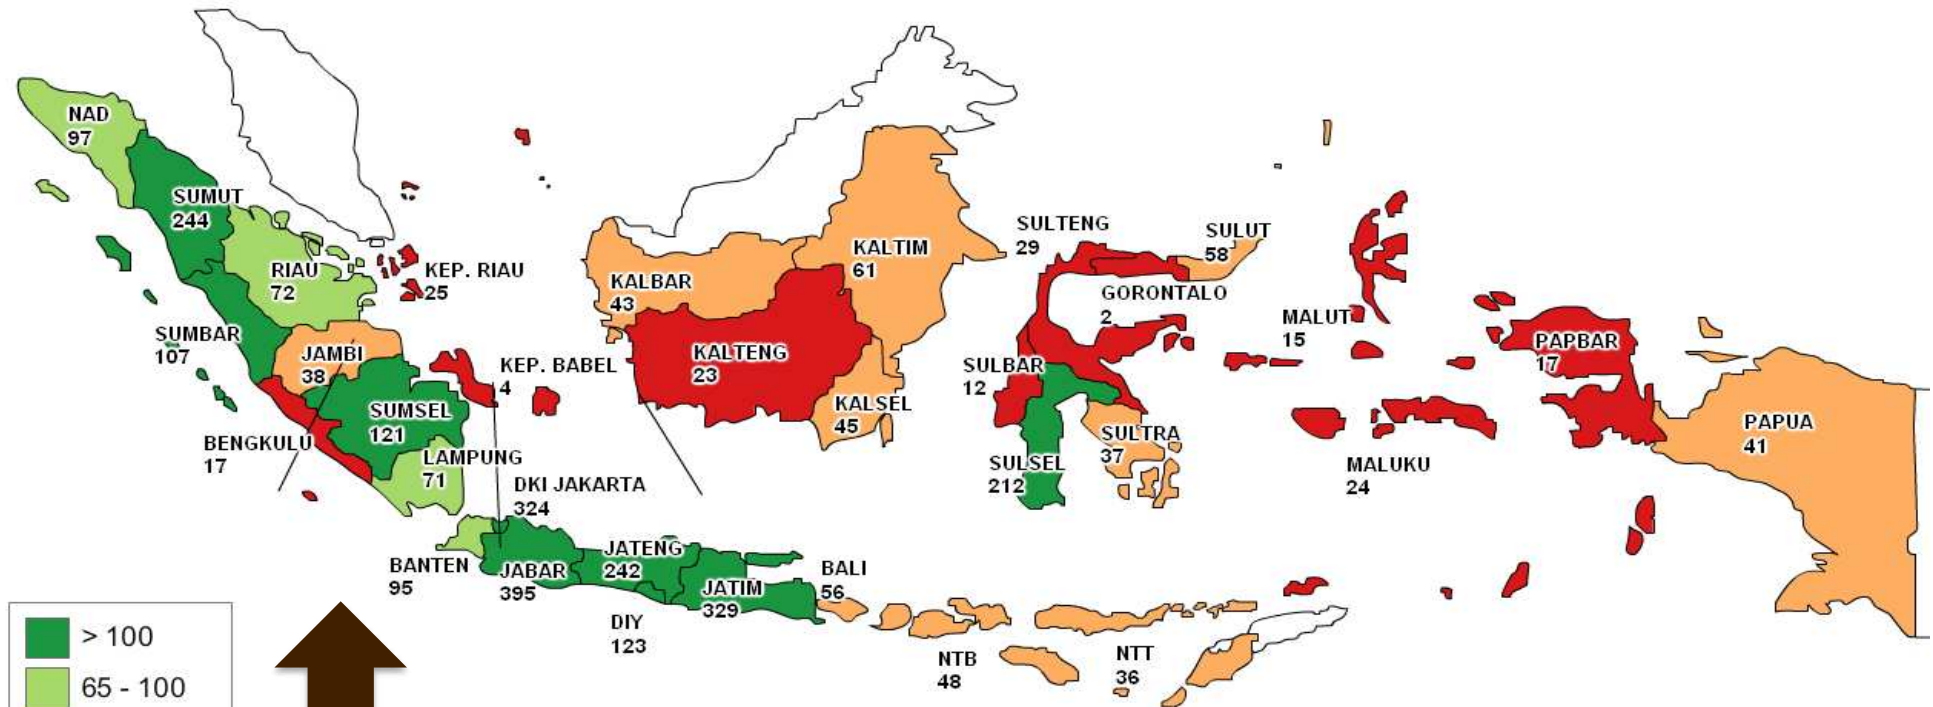 NAD
97
SUMUT
244
RIAU
72
KEP. RIAU
25
SUMBAR
107
JAMBI
38
KEP. BABEL
4
SUMSEL
121
BENGKULU
17
LAMPUNG
71
DKI JAKARTA
324
BANTEN
95
JABAR
395
JATENG
242
DIY
123
JATIM
329
BALI
56
NTB
48
NTT
36
KALBAR
43
KALTENG
23
KALTIM
61
KALSEL
45
SULTENG
29
SULUT
58
GORONTALO
2
SULBAR
12
SULSEL
212
SULTRA
37
MALUT
15
MALUKU
24
PAPBAR
17
PAPUA
41
> 100
65 - 100